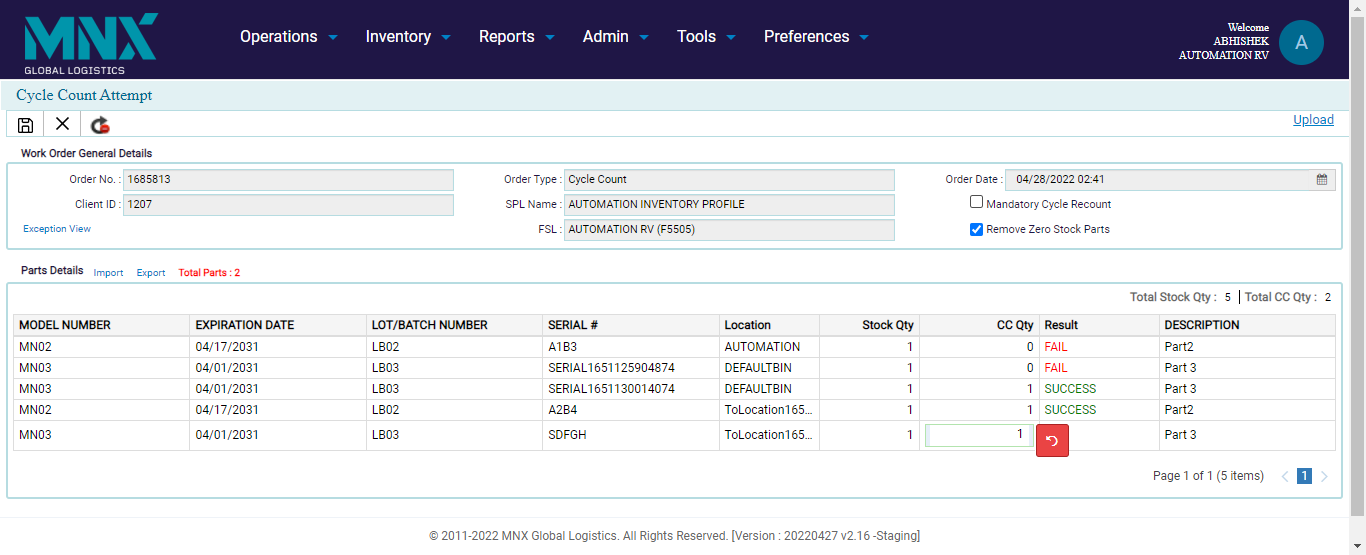 MNX
GLOBAL LOGISTICS
Operations Inventory Reports Admin Tools Preferences
Welcome
ABHISHEK
AUTOMATION RV
A
Cycle Count Attempt
Upload
Work Order General Details
Order No. : 1685813 Order Type : Cycle Count Order Date : 04/28/2022 02:41
Client ID : 1207 SPL Name : AUTOMATION INVENTORY PROFILE Mandatory Cycle Recount
Exception View FSL : AUTOMATION RV (F5505) Remove Zero Stock Parts
Parts Details Import Export Total Parts : 2
Total Stock Qty : 5 Total CC Qty : 2
MODEL NUMBER EXPIRATION DATE LOT/BATCH NUMBER SERIAL # Location Stock Qty CC Qty Result DESCRIPTION
MN02 04/17/2031 LB02 A1B3 AUTOMATION 1 0 FAIL Part2
MN03 04/01/2031 LB03 SERIAL1651125904874 DEFAULTBIN 1 0 FAIL Part 3
MN03 04/01/2031 LB03 SERIAL1651130014074 DEFAULTBIN 1 1 SUCCESS Part 3
MN02 04/17/2031 LB02 A2B4 ToLocation165... 1 1 SUCCESS Part2
MN03 04/01/2031 LB03 SDFGH ToLocation165... 1 1 Part 3
Page 1 of 1 (5 items) 1
© 2011-2022 MNX Global Logistics. All Rights Reserved. [Version : 20220427 v2.16 -Staging]